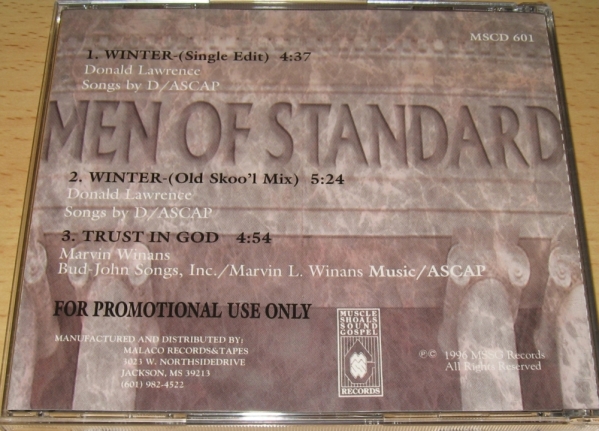 MSCD 601
1. WINTER-(Single Edit) 4:37
Donald Lawrence
Songs by D/ASCAP
MEN OF STANDARD
2. WINTER-(Old Skoo'l Mix) 5:24
Donald Lawrence
Songs by D/ASCAP
3. TRUST IN GOD 4:54
Marvin Winans
Bud-John Songs, Inc./Marvin L. Winans Music/ASCAP
FOR PROMOTIONAL USE ONLY
MANUFACTURED AND DISTRIBUTED BY:
MALACO RECORDS&TAPES
3023 W. NORTHSIDEDRIVE
JACKSON, MS 39213
(601) 982-4522
MUSCLE
SHOALS
SOUND
GOSPEL
RECORDS
℗© 1996 MSSG Records
All Rights Reserved